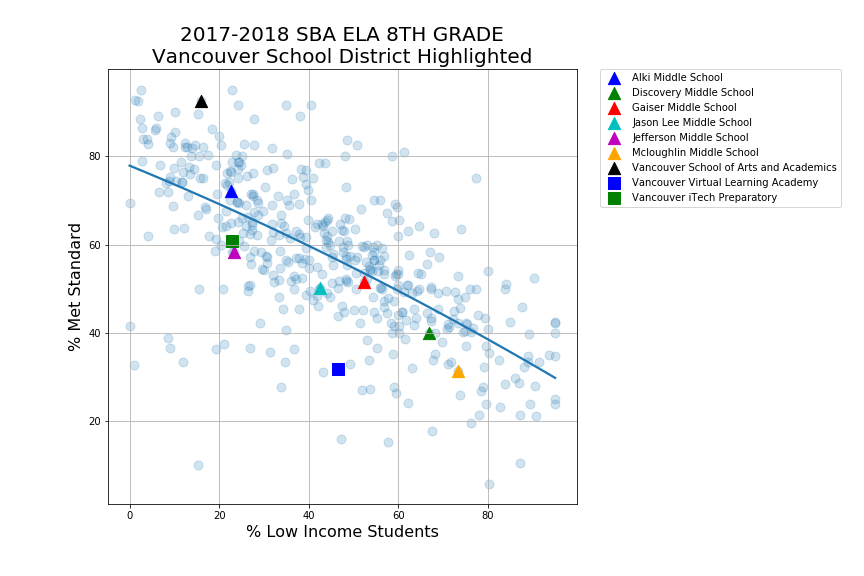 2017-2018 SBA ELA 8TH GRADE
Vancouver School District Highlighted
Alki Middle School
Discovery Middle School
Gaiser Middle School
Jason Lee Middle School
Jefferson Middle School
Mcloughlin Middle School
Vancouver School of Arts and Academics
Vancouver Virtual Learning Academy
Vancouver iTech Preparatory
% Met Standard
80
60
40
20
0 20 40 60 80
% Low Income Students